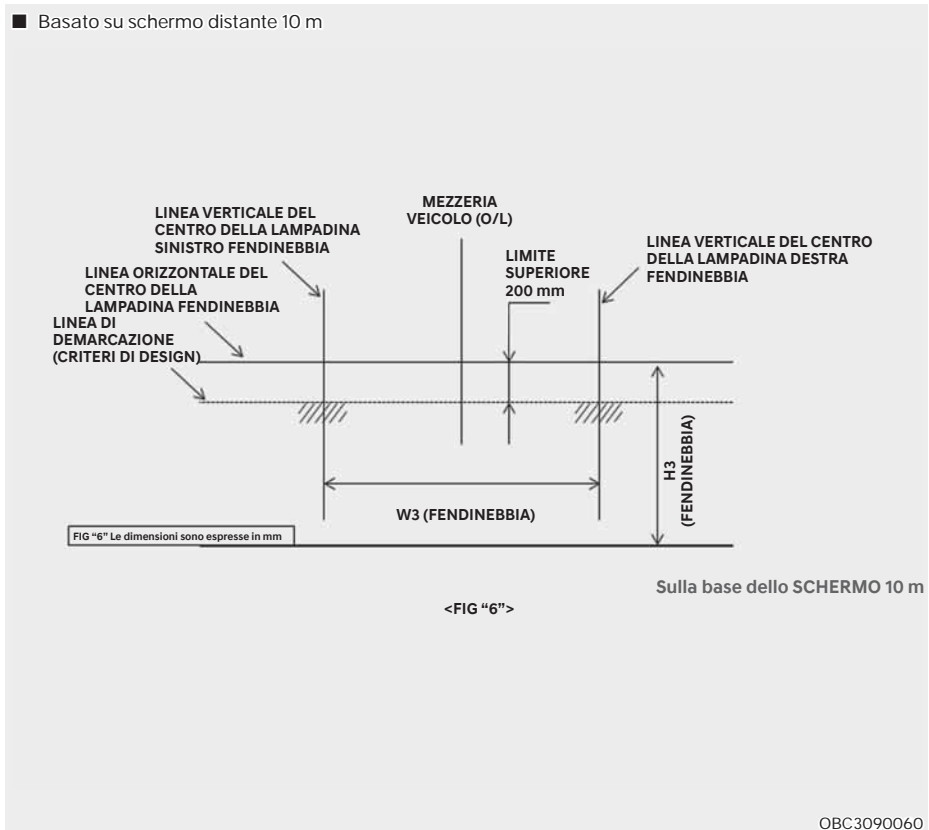 ■ Basato su schermo distante 10 m
MEZZERIA
VEICOLO (O/L)
LINEA VERTICALE DEL
CENTRO DELLA LAMPADINA
SINISTRO FENDINEBBIA
LINEA VERTICALE DEL CENTRO
DELLA LAMPADINA DESTRA
FENDINEBBIA
LIMITE
SUPERIORE
200 mm
LINEA ORIZZONTALE DEL
CENTRO DELLA
LAMPADINA FENDINEBBIA
LINEA DI
DEMARCAZIONE
(CRITERI DI DESIGN)
H3
(FENDINEBBIA)
W3 (FENDINEBBIA)
FIG “6” Le dimensioni sono espresse in mm
Sulla base dello SCHERMO 10 m
<FIG “6”>
OBC3090060